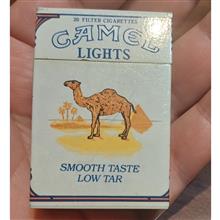 20 FILTER CIGARETTES
CAMEL
LIGHTS
SMOOTH TASTE
LOW TAR